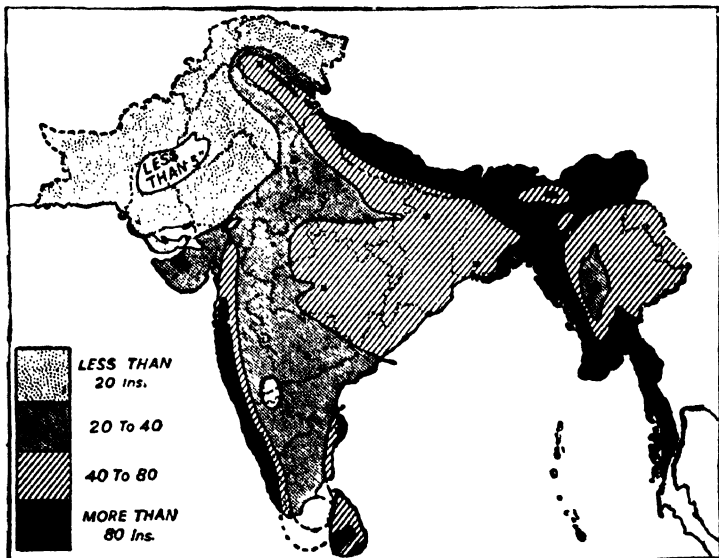 LESS
THAN 5"
LESS THAN
20 Ins.
20 To 40
40 To 80
MORE THAN
80 Ins.